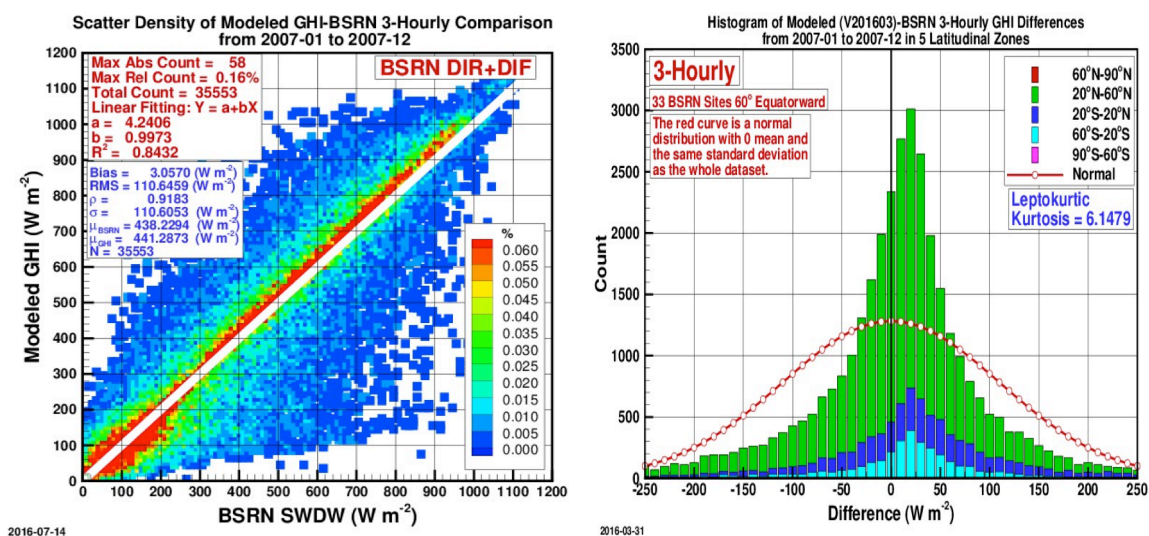 Scatter Density of Modeled GHI-BSRN 3-Hourly Comparison
from 2007-01 to 2007-12
Modeled GHI (W m⁻²)
1200
1100
1000
900
800
700
600
500
400
300
200
100
0
Max Abs Count = 58
Max Rel Count = 0.16%
Total Count = 35553
Linear Fitting: Y = a+bX
a = 4.2406
b = 0.9973
R² = 0.8432
BSRN DIR+DIF
Bias = 3.0570 (W m⁻²)
RMS = 110.6459 (W m⁻²)
ρ = 0.9183
σ = 110.6053 (W m⁻²)
μBSRN = 438.2294 (W m⁻²)
μGHI = 441.2873 (W m⁻²)
N = 35553
%
0.060
0.055
0.050
0.045
0.040
0.035
0.030
0.025
0.020
0.015
0.010
0.005
0.000
0 100 200 300 400 500 600 700 800 900 1000 1100 1200
BSRN SWDW (W m⁻²)
2016-07-14
Histogram of Modeled (V201603)-BSRN 3-Hourly GHI Differences
from 2007-01 to 2007-12 in 5 Latitudinal Zones
Count
3500
3000
2500
2000
1500
1000
500
0
3-Hourly
33 BSRN Sites 60° Equatorward
The red curve is a normal
distribution with 0 mean and
the same standard deviation
as the whole dataset.
60°N-90°N
20°N-60°N
20°S-20°N
60°S-20°S
90°S-60°S
Normal
Leptokurtic
Kurtosis = 6.1479
-250 -200 -150 -100 -50 0 50 100 150 200 250
Difference (W m⁻²)
2016-03-31